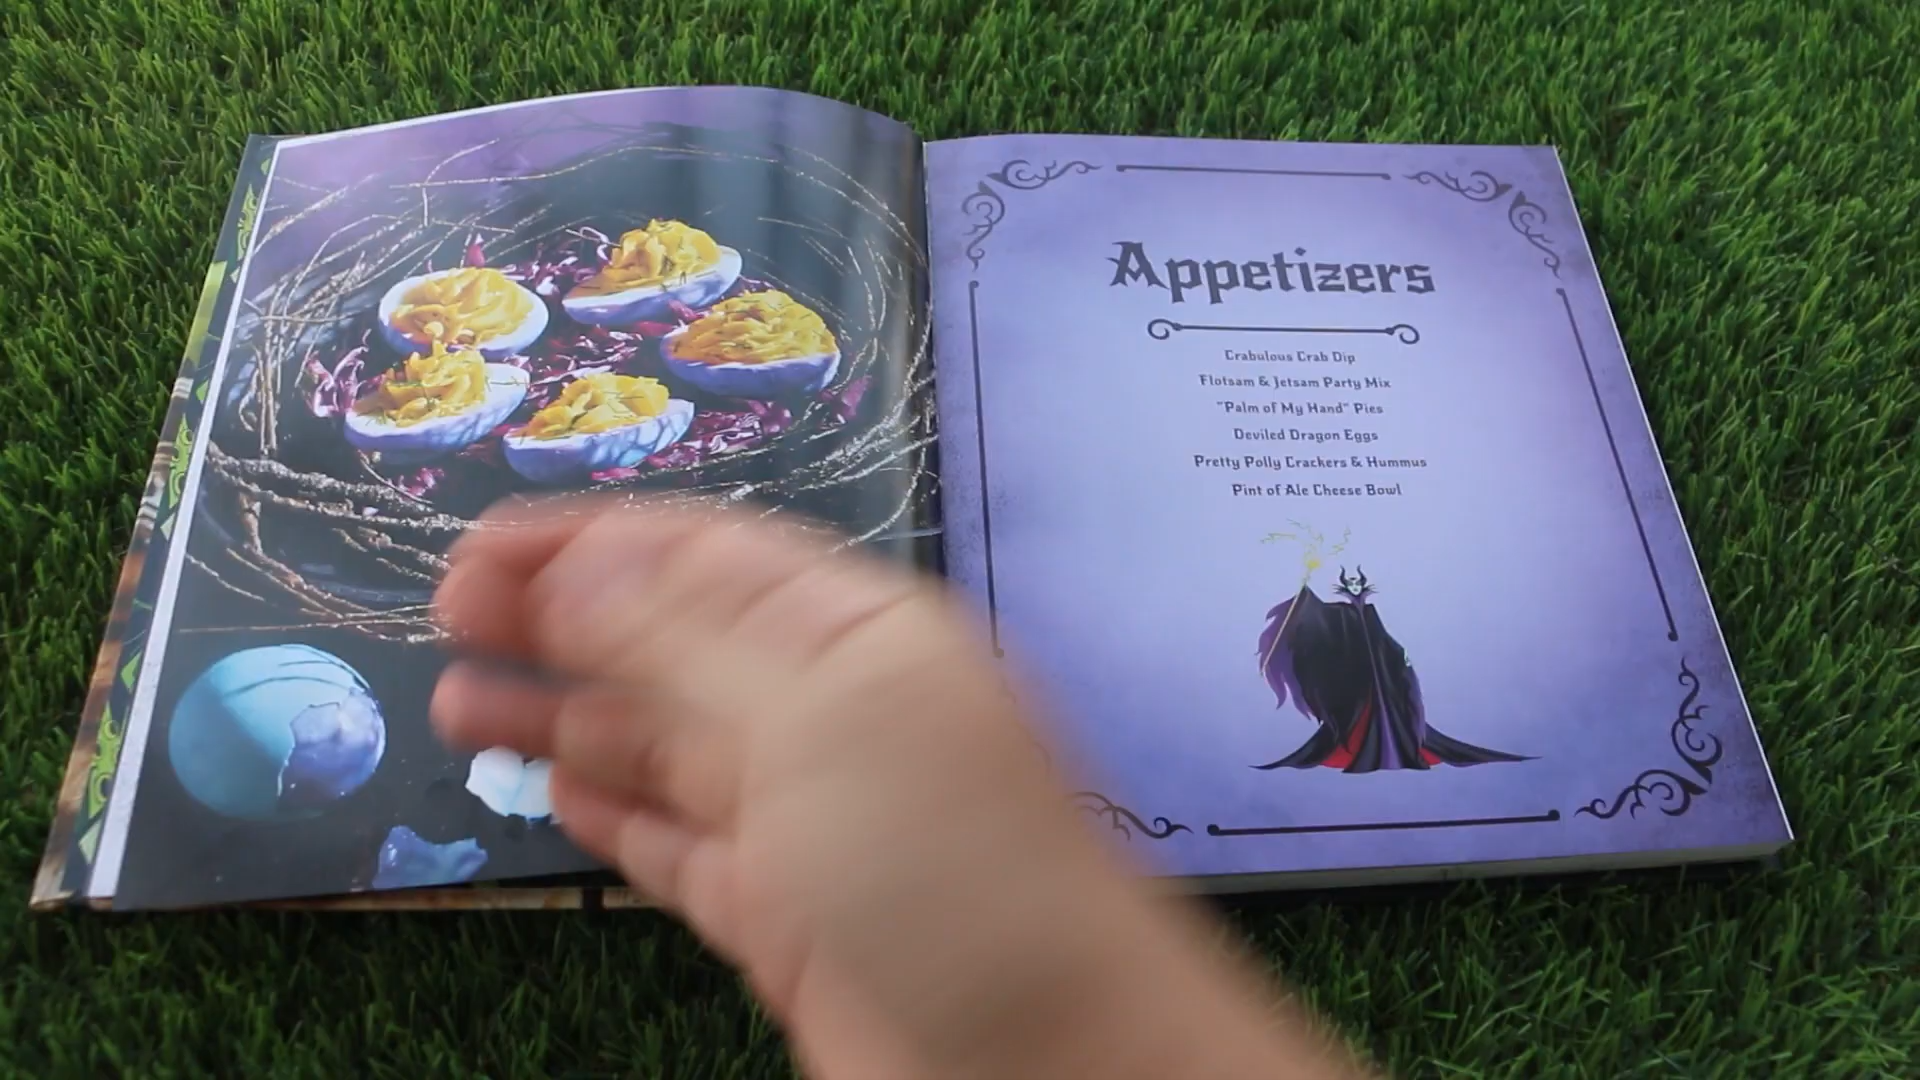 Appetizers
Crabulous Crab Dip
Flotsam & Jetsam Party Mix
"Palm of My Hand" Pies
Deviled Dragon Eggs
Pretty Polly Crackers & Hummus
Pint of Ale Cheese Bowl